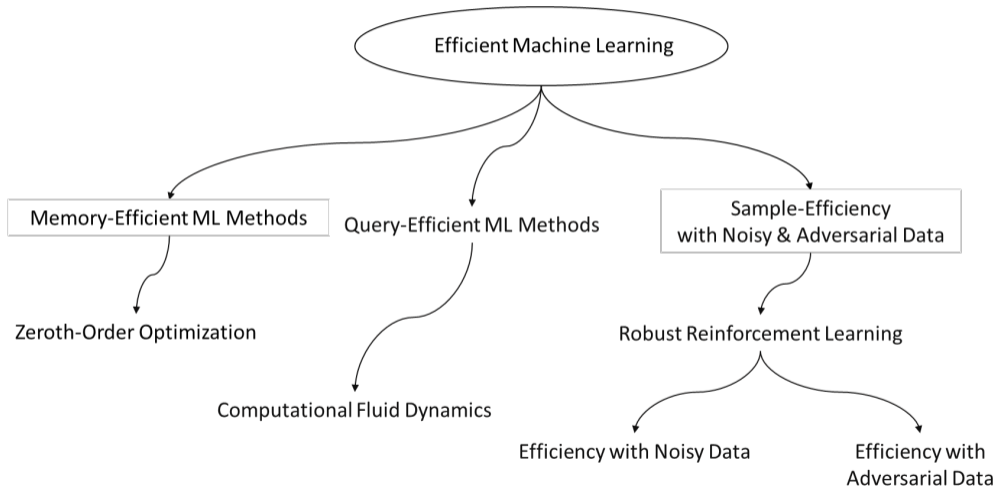 Efficient Machine Learning
Memory-Efficient ML Methods
Query-Efficient ML Methods
Sample-Efficiency
with Noisy & Adversarial Data
Zeroth-Order Optimization
Robust Reinforcement Learning
Computational Fluid Dynamics
Efficiency with Noisy Data
Efficiency with
Adversarial Data